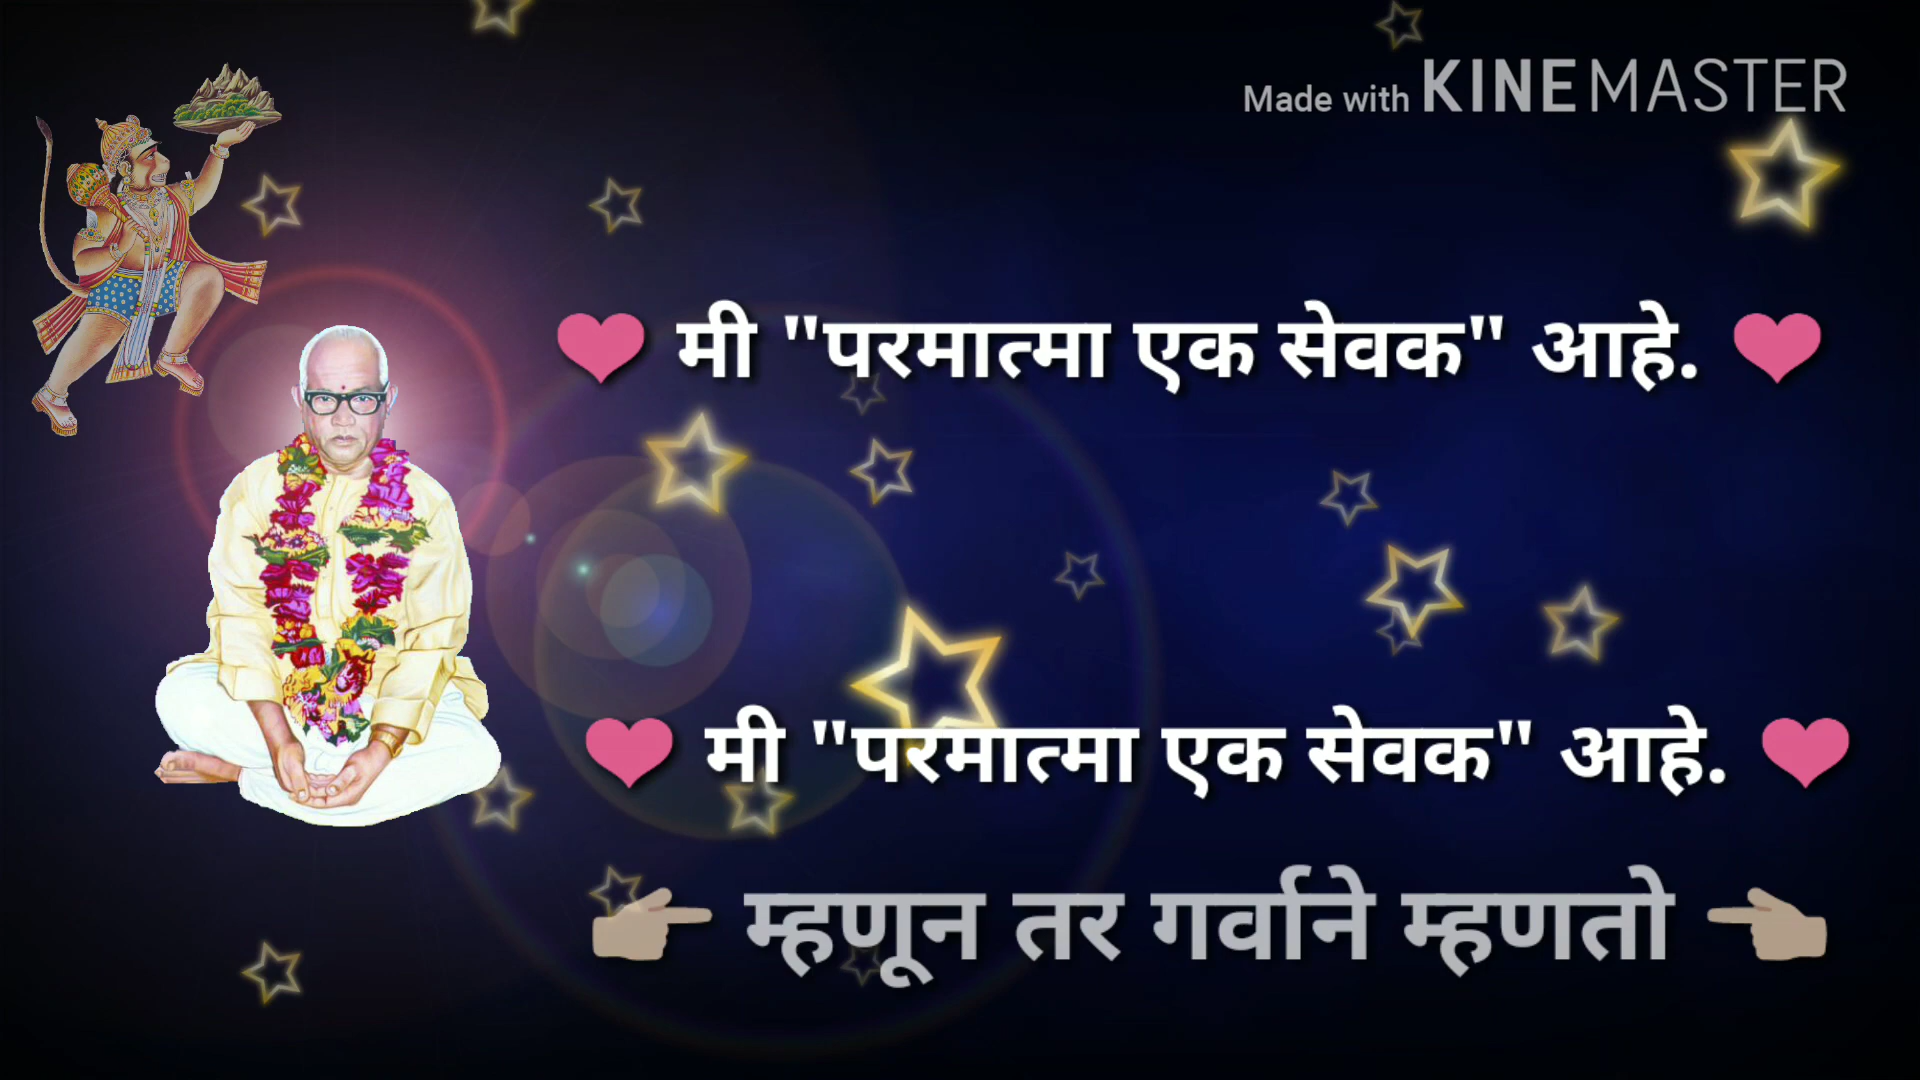 Made with KINEMASTER
❤ मी "परमात्मा एक सेवक" आहे. ❤
❤ मी "परमात्मा एक सेवक" आहे. ❤
👉 म्हणून तर गर्वाने म्हणतो 👈